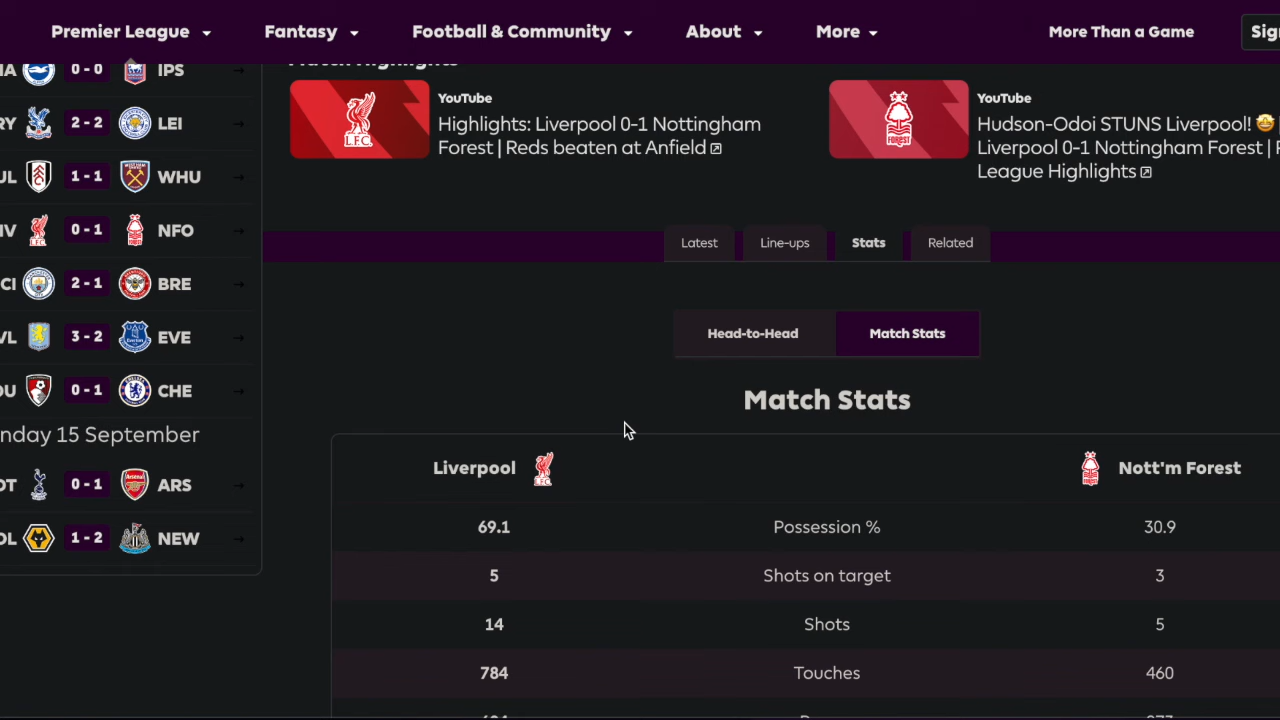 Premier League
Fantasy
Football & Community
About
More
More Than a Game
Sig
0 - 0 IPS
2 - 2 LEI
1 - 1 WHU
0 - 1 NFO
2 - 1 BRE
3 - 2 EVE
0 - 1 CHE
nday 15 September
0 - 1 ARS
1 - 2 NEW
YouTube
Highlights: Liverpool 0-1 Nottingham
Forest | Reds beaten at Anfield
YouTube
Hudson-Odoi STUNS Liverpool! 🤩
Liverpool 0-1 Nottingham Forest |
League Highlights
Latest
Line-ups
Stats
Related
Head-to-Head
Match Stats
Match Stats
Liverpool
Nott'm Forest
69.1 Possession % 30.9
5 Shots on target 3
14 Shots 5
784 Touches 460